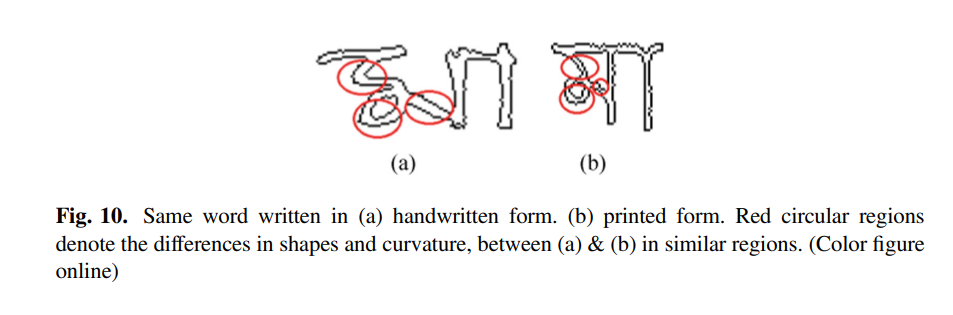 মা মা
(a) (b)
Fig. 10. Same word written in (a) handwritten form. (b) printed form. Red circular regions
denote the differences in shapes and curvature, between (a) & (b) in similar regions. (Color figure
online)